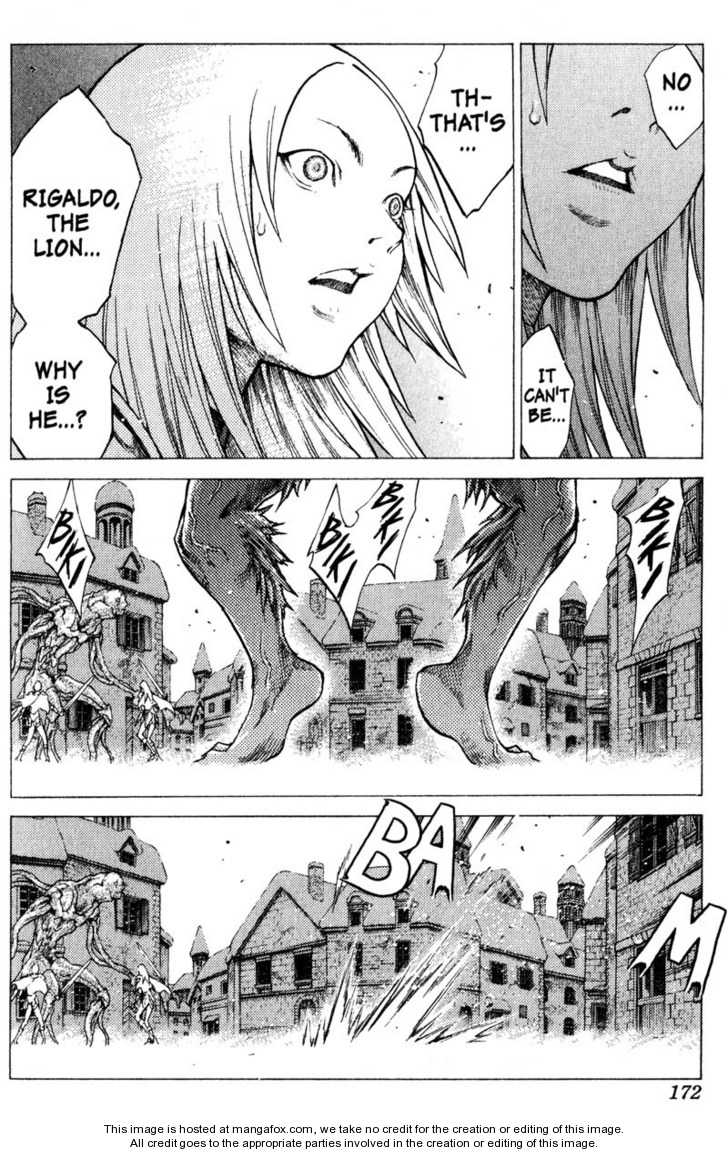 NO
...
IT
CAN'T
BE...
TH-
THAT'S
...
RIGALDO,
THE
LION...
WHY
IS
HE...?
BIKI
BIKI
BIKI
BIKI
BAM
172
This image is hosted at mangafox.com, we take no credit for the creation or editing of this image.
All credit goes to the appropriate parties involved in the creation or editing of this image.